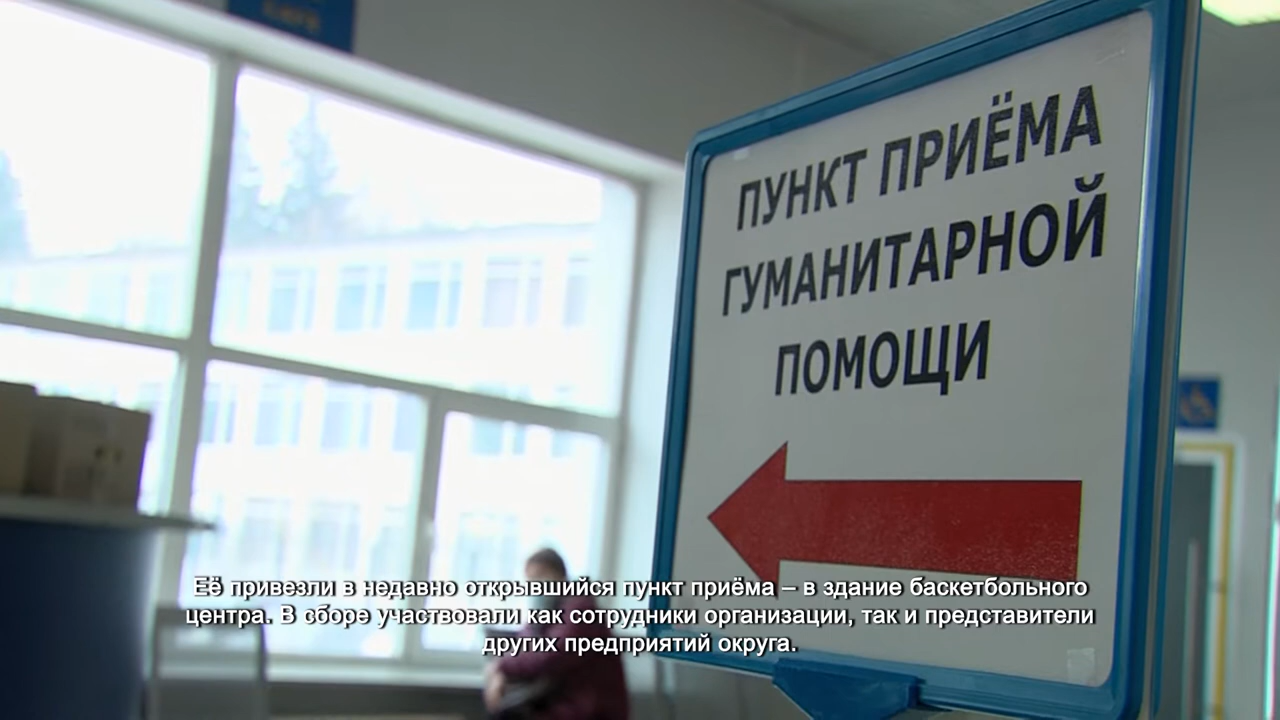 ПУНКТ ПРИЁМА
ГУМАНИТАРНОЙ
ПОМОЩИ
Её привезли в недавно открывшийся пункт приёма – в здание баскетбольного
центра. В сборе участвовали как сотрудники организации, так и представители
других предприятий округа.